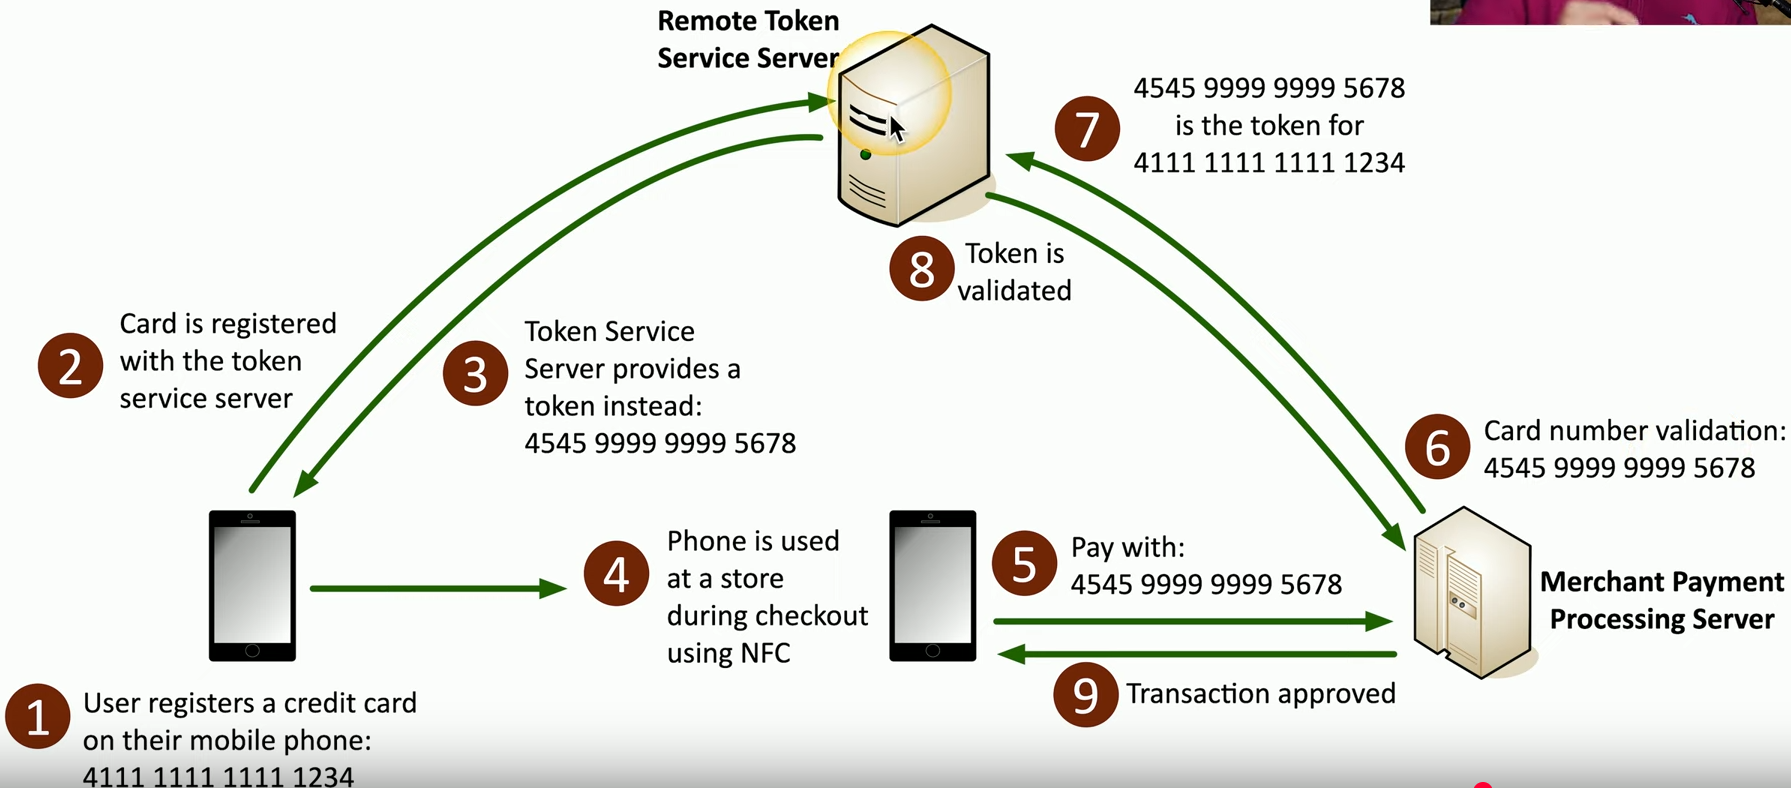 Remote Token
Service Server
7
4545 9999 9999 5678
is the token for
4111 1111 1111 1234
8
Token is
validated
2
Card is registered
with the token
service server
3
Token Service
Server provides a
token instead:
4545 9999 9999 5678
6
Card number validation:
4545 9999 9999 5678
4
Phone is used
at a store
during checkout
using NFC
5
Pay with:
4545 9999 9999 5678
Merchant Payment
Processing Server
9
Transaction approved
1
User registers a credit card
on their mobile phone:
4111 1111 1111 1234